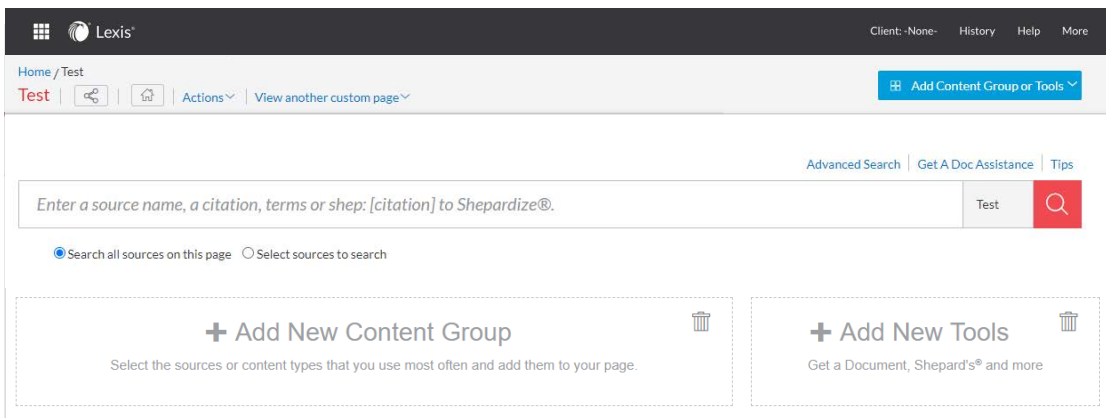 Lexis® Client: -None- History Help More
Home / Test
Test Actions View another custom page Add Content Group or Tools
Advanced Search Get A Doc Assistance Tips
Enter a source name, a citation, terms or shep: [citation] to Shepardize®. Test
Search all sources on this page Select sources to search
+ Add New Content Group
Select the sources or content types that you use most often and add them to your page.
+ Add New Tools
Get a Document, Shepard's® and more